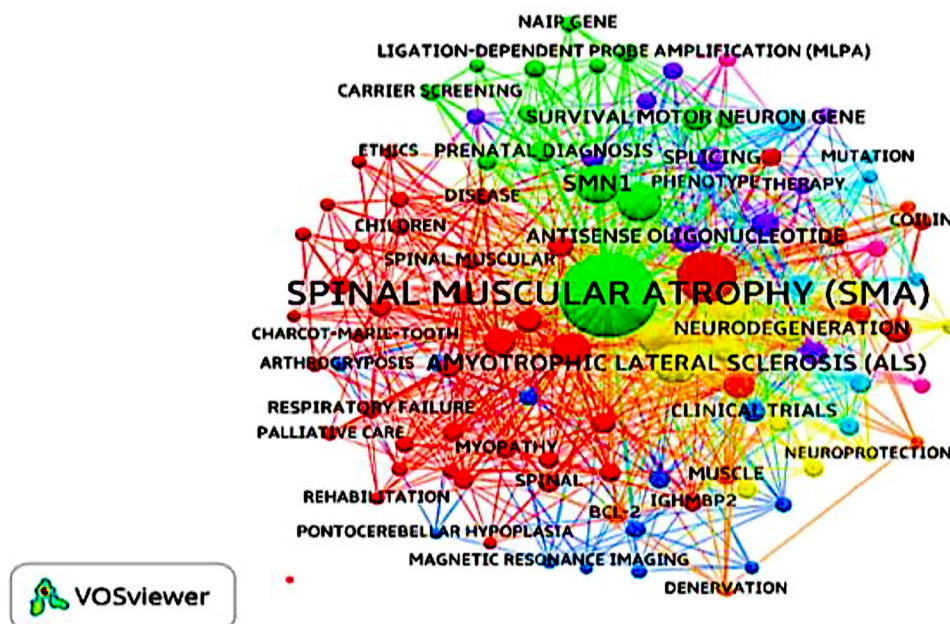 NAIP GENE
LIGATION-DEPENDENT PROBE AMPLIFICATION (MLPA)
CARRIER SCREENING
SURVIVAL MOTOR NEURON GENE
ETHICS
PRENATAL DIAGNOSIS
SPLICING
MUTATION
SMN1
PHENOTYPE
THERAPY
DISEASE
CHILDREN
COILIN
ANTISENSE OLIGONUCLEOTIDE
SPINAL MUSCULAR
SPINAL MUSCULAR ATROPHY (SMA)
CHARCOT-MARIE-TOOTH
NEURODEGENERATION
ARTHROGRYPOSIS
AMYOTROPHIC LATERAL SCLEROSIS (ALS)
RESPIRATORY FAILURE
CLINICAL TRIALS
PALLIATIVE CARE
MYOPATHY
NEUROPROTECTION
SPINAL
MUSCLE
REHABILITATION
IGHMBP2
BCL-2
PONTOCEREBELLAR HYPOPLASIA
MAGNETIC RESONANCE IMAGING
DENERVATION
VOSviewer